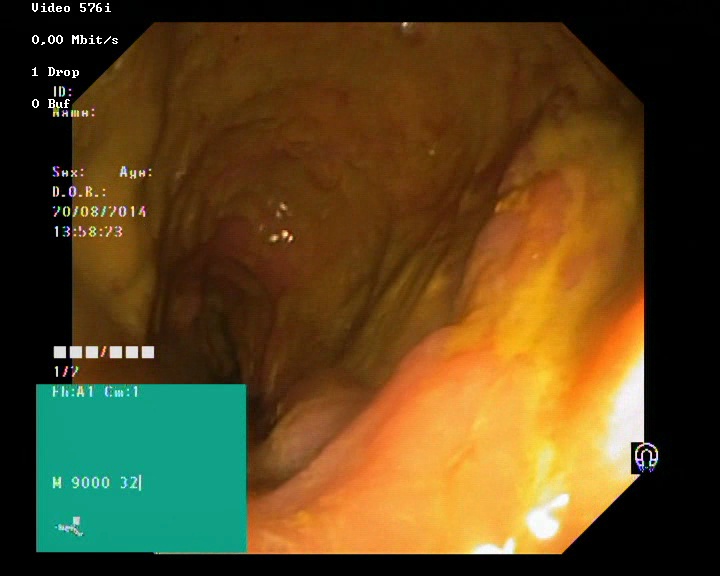 Video 576i
0,00 Mbit/s
1 Drop
ID:
0 Buf
Name:
Sex: Age:
D.O.B.:
20/08/2014
13:58:23
1/2
Eh:A1 Cm:1
M 9000 32